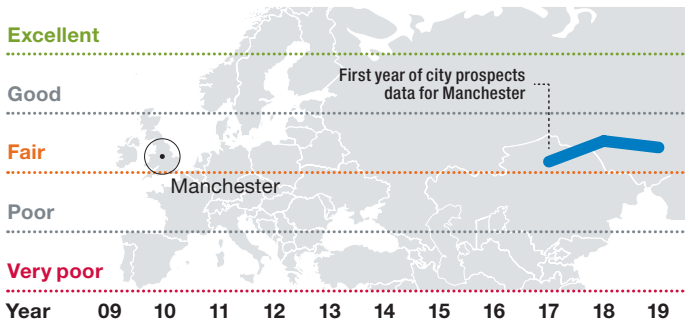 Excellent
Good
First year of city prospects
data for Manchester
Fair
Manchester
Poor
Very poor
Year 09 10 11 12 13 14 15 16 17 18 19